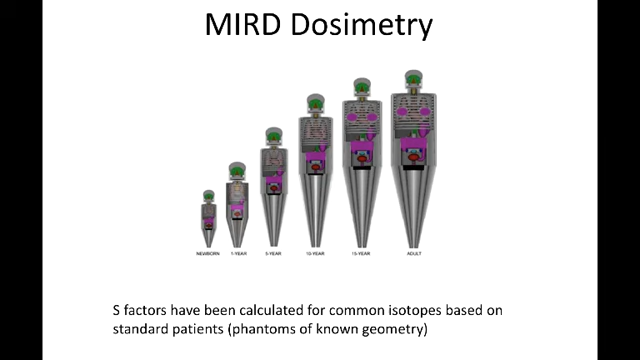 MIRD Dosimetry
NEWBORN 1-YEAR 5-YEAR 10-YEAR 15-YEAR ADULT
S factors have been calculated for common isotopes based on
standard patients (phantoms of known geometry)